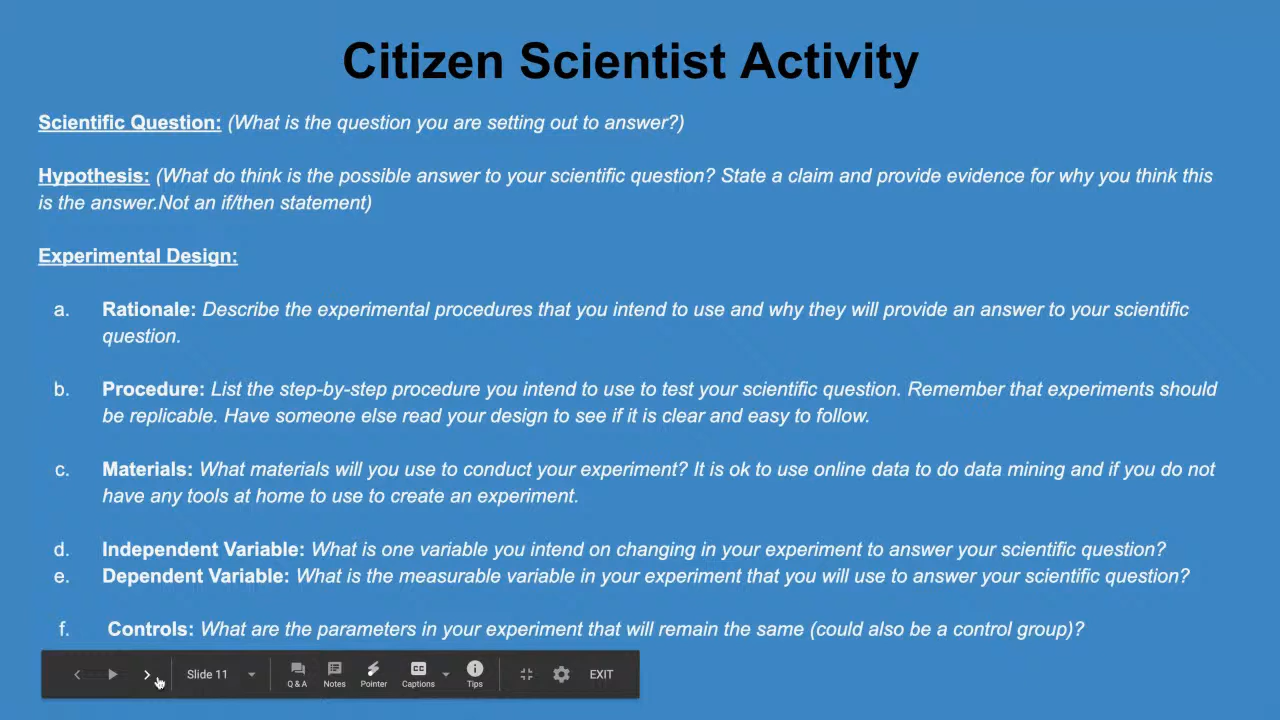 Citizen Scientist Activity
Scientific Question: (What is the question you are setting out to answer?)
Hypothesis: (What do think is the possible answer to your scientific question? State a claim and provide evidence for why you think this
is the answer.Not an if/then statement)
Experimental Design:
a. Rationale: Describe the experimental procedures that you intend to use and why they will provide an answer to your scientific
question.
b. Procedure: List the step-by-step procedure you intend to use to test your scientific question. Remember that experiments should
be replicable. Have someone else read your design to see if it is clear and easy to follow.
c. Materials: What materials will you use to conduct your experiment? It is ok to use online data to do data mining and if you do not
have any tools at home to use to create an experiment.
d. Independent Variable: What is one variable you intend on changing in your experiment to answer your scientific question?
e. Dependent Variable: What is the measurable variable in your experiment that you will use to answer your scientific question?
f. Controls: What are the parameters in your experiment that will remain the same (could also be a control group)?
Slide 11 Q & A Notes Pointer CC Captions Tips EXIT